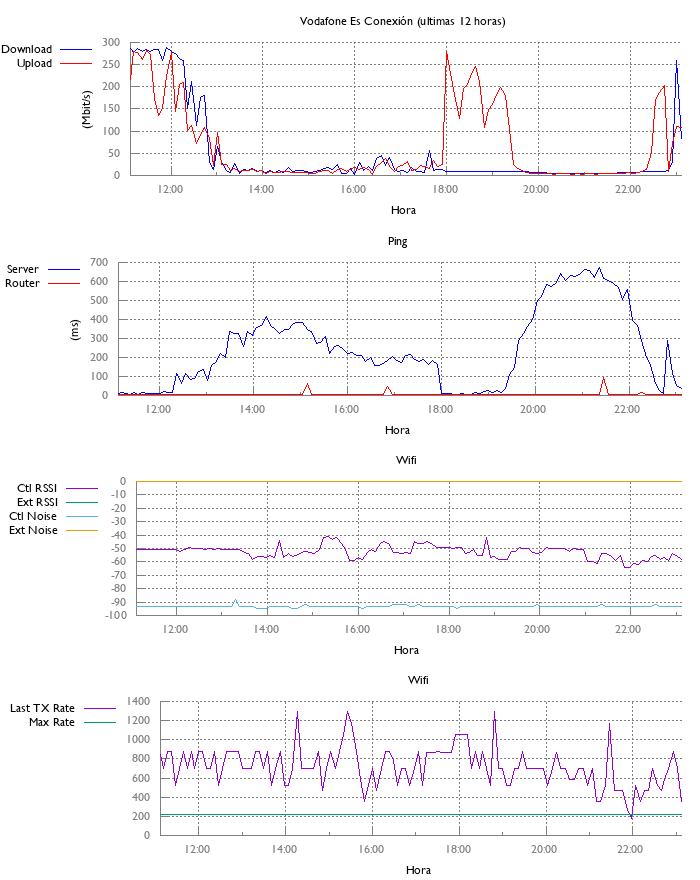 Vodafone Es Conexión (ultimas 12 horas)
Download
Upload
(Mbit/s)
300
250
200
150
100
50
0
12:00 14:00 16:00 18:00 20:00 22:00
Hora
Ping
Server
Router
(ms)
700
600
500
400
300
200
100
0
12:00 14:00 16:00 18:00 20:00 22:00
Hora
Wifi
Ctl RSSI
Ext RSSI
Ctl Noise
Ext Noise
0
-10
-20
-30
-40
-50
-60
-70
-80
-90
-100
12:00 14:00 16:00 18:00 20:00 22:00
Hora
Wifi
Last TX Rate
Max Rate
1400
1200
1000
800
600
400
200
0
12:00 14:00 16:00 18:00 20:00 22:00
Hora